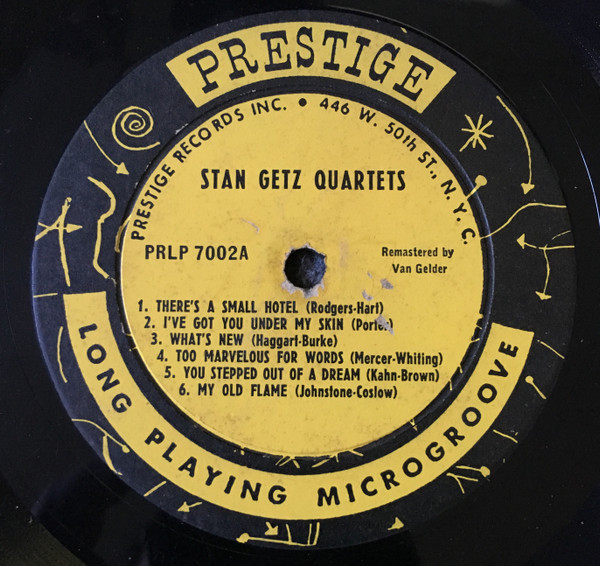 PRESTIGE
PRESTIGE RECORDS INC. • 446 W. 50th ST., N.Y.C.
STAN GETZ QUARTETS
PRLP 7002A
Remastered by
Van Gelder
1. THERE'S A SMALL HOTEL (Rodgers-Hart)
2. I'VE GOT YOU UNDER MY SKIN (Porter)
3. WHAT'S NEW (Haggart-Burke)
4. TOO MARVELOUS FOR WORDS (Mercer-Whiting)
5. YOU STEPPED OUT OF A DREAM (Kahn-Brown)
6. MY OLD FLAME (Johnstone-Coslow)
LONG PLAYING MICROGROOVE